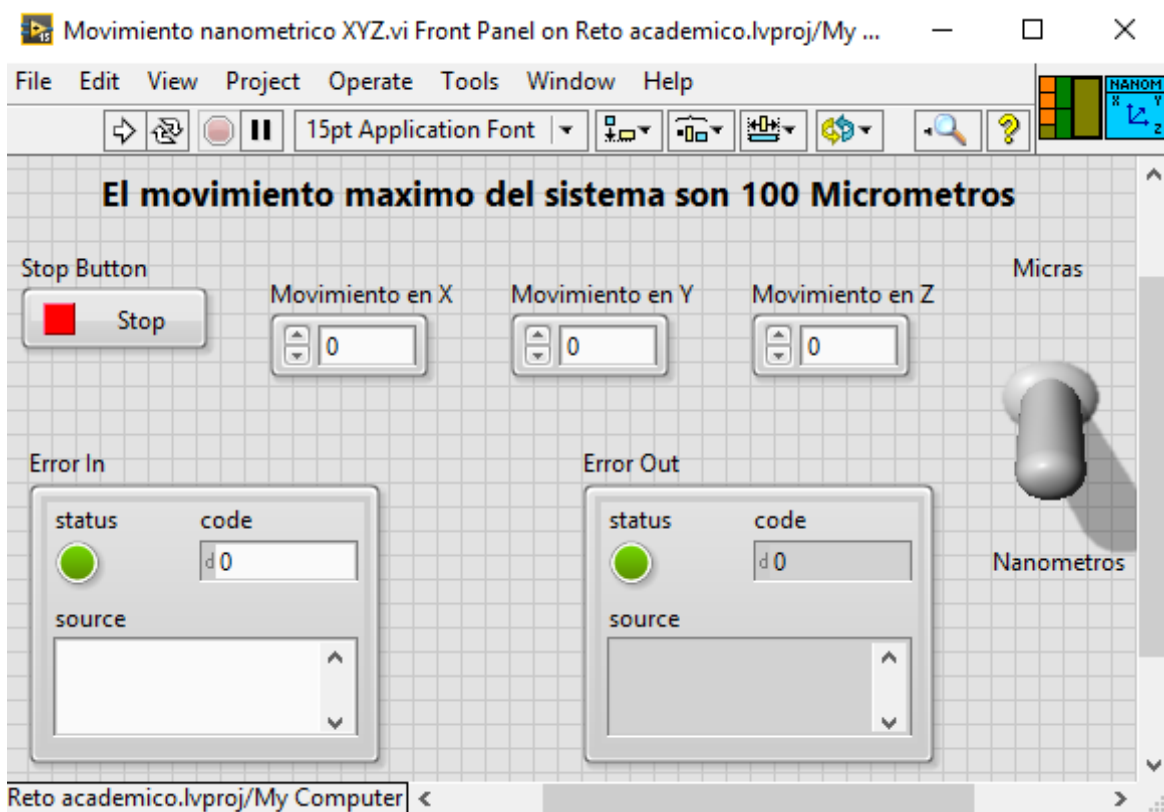 Movimiento nanometrico XYZ.vi Front Panel on Reto academico.lvproj/My ...
File Edit View Project Operate Tools Window Help
15pt Application Font
NANOM
X Y
Z
15
El movimiento maximo del sistema son 100 Micrometros
Stop Button
Stop
Movimiento en X
0
Movimiento en Y
0
Movimiento en Z
0
Micras
Nanometros
Error In
status code
d 0
source
Error Out
status code
d 0
source
Reto academico.lvproj/My Computer